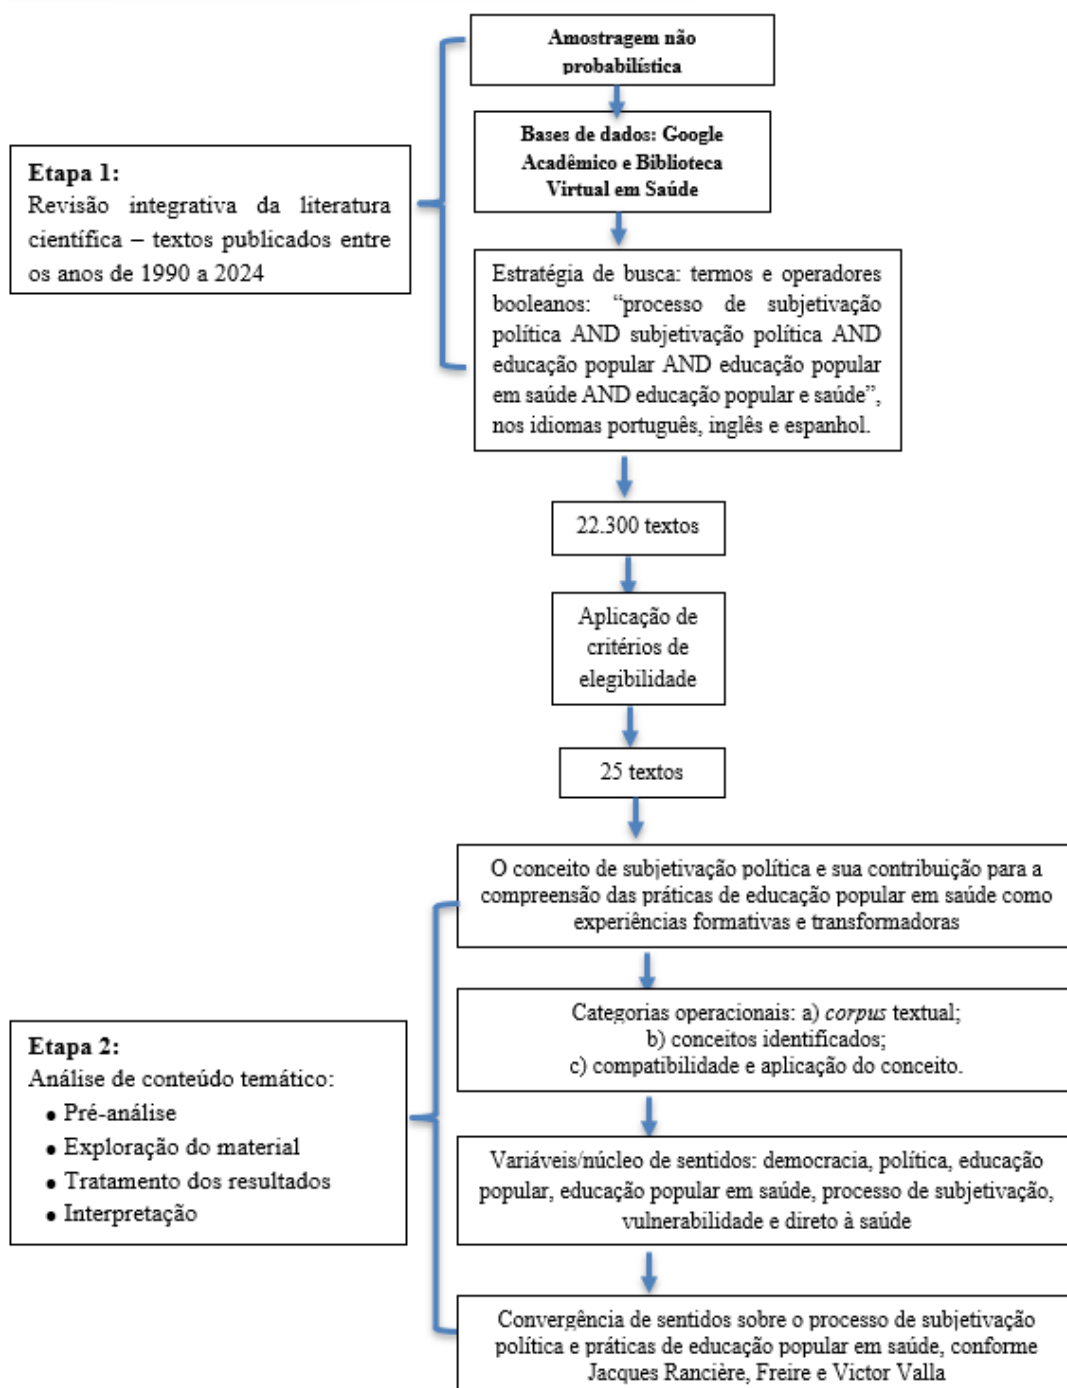 Amostragem não
probabilística
Bases de dados: Google
Acadêmico e Biblioteca
Virtual em Saúde
Etapa 1:
Revisão integrativa da literatura
científica – textos publicados entre
os anos de 1990 a 2024
Estratégia de busca: termos e operadores
booleanos: “processo de subjetivação
política AND subjetivação política AND
educação popular AND educação popular
em saúde AND educação popular e saúde”,
nos idiomas português, inglês e espanhol.
22.300 textos
Aplicação de
critérios de
elegibilidade
25 textos
O conceito de subjetivação política e sua contribuição para a
compreensão das práticas de educação popular em saúde como
experiências formativas e transformadoras
Etapa 2:
Análise de conteúdo temático:
● Pré-análise
● Exploração do material
● Tratamento dos resultados
● Interpretação
Categorias operacionais: a) corpus textual;
b) conceitos identificados;
c) compatibilidade e aplicação do conceito.
Variáveis/núcleo de sentidos: democracia, política, educação
popular, educação popular em saúde, processo de subjetivação,
vulnerabilidade e direto à saúde
Convergência de sentidos sobre o processo de subjetivação
política e práticas de educação popular em saúde, conforme
Jacques Rancière, Freire e Victor Valla